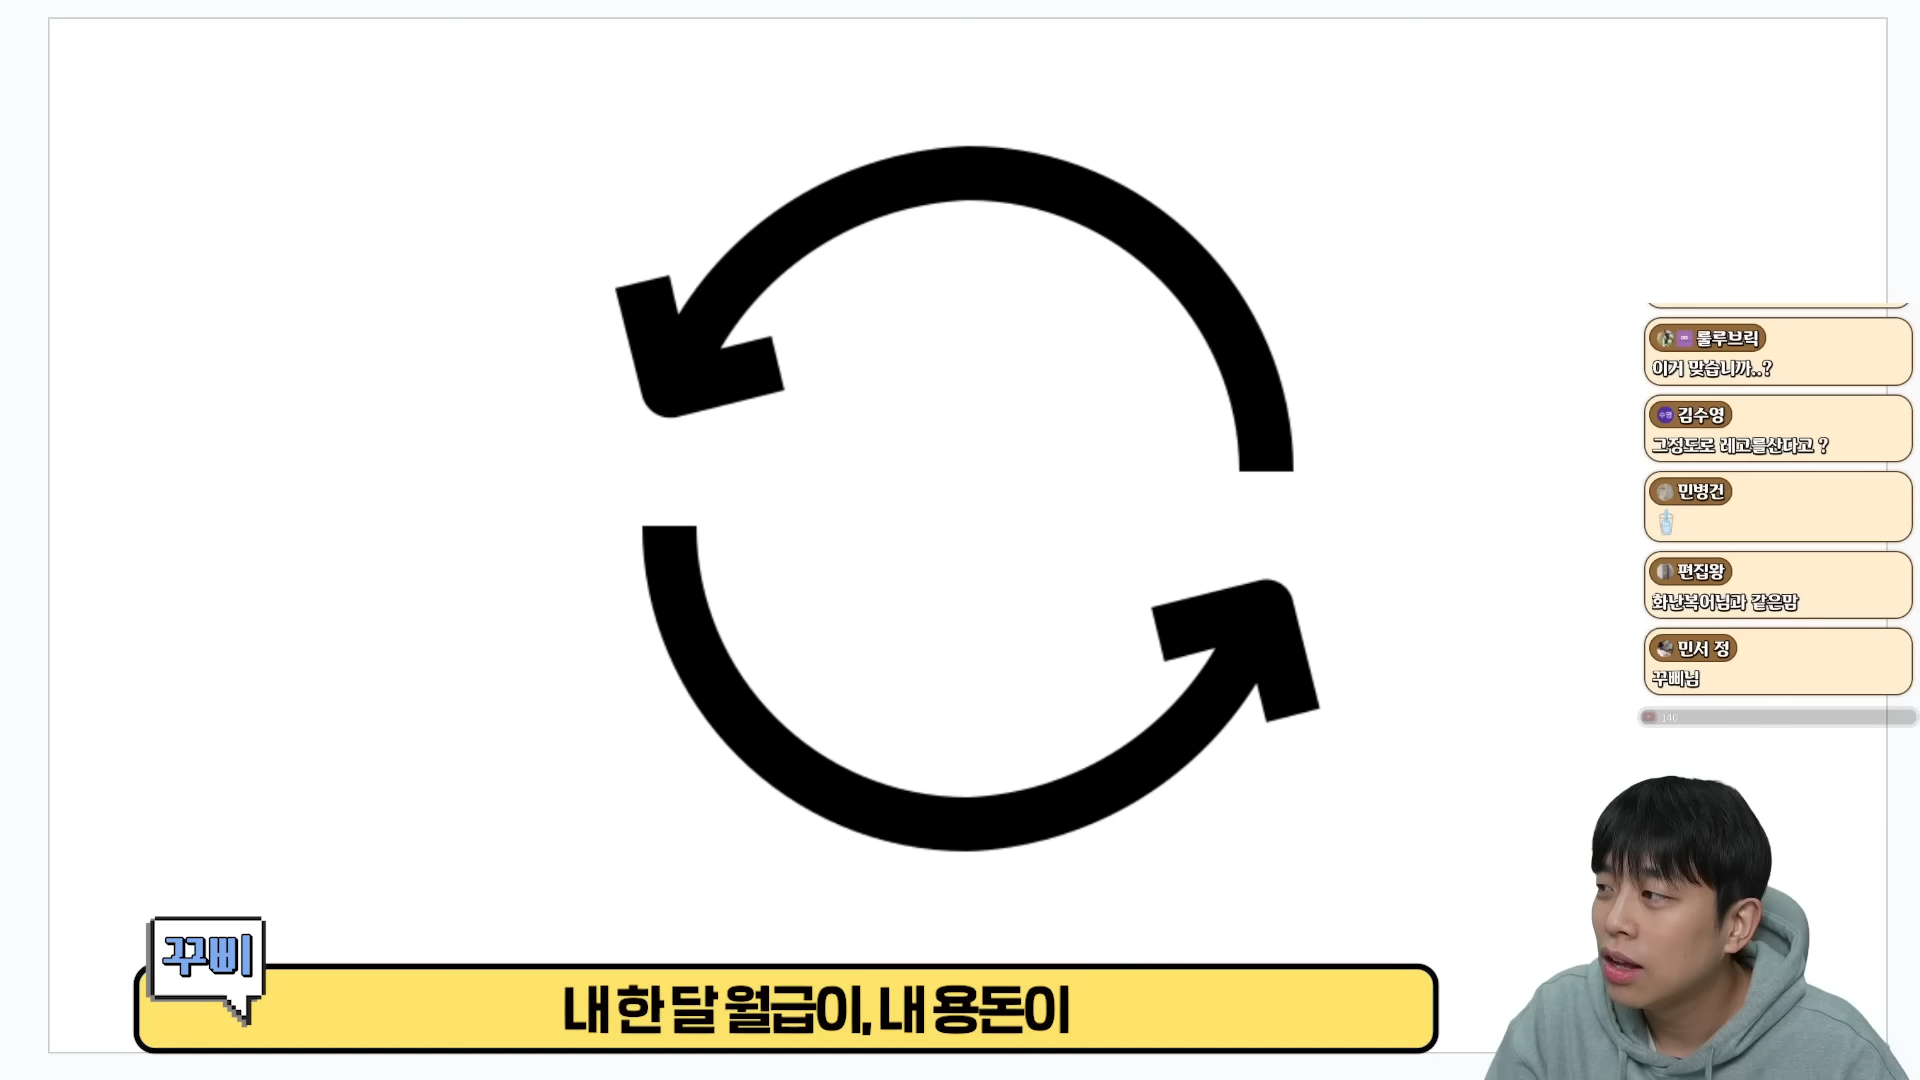 룰루브릭
이거 맞습니까..?
김수영
그정도로 레고를산다고 ?
민병건
편집왕
화난복어님과 같은맘
민서 정
꾸삐님
140
꾸삐
내 한 달 월급이, 내 용돈이